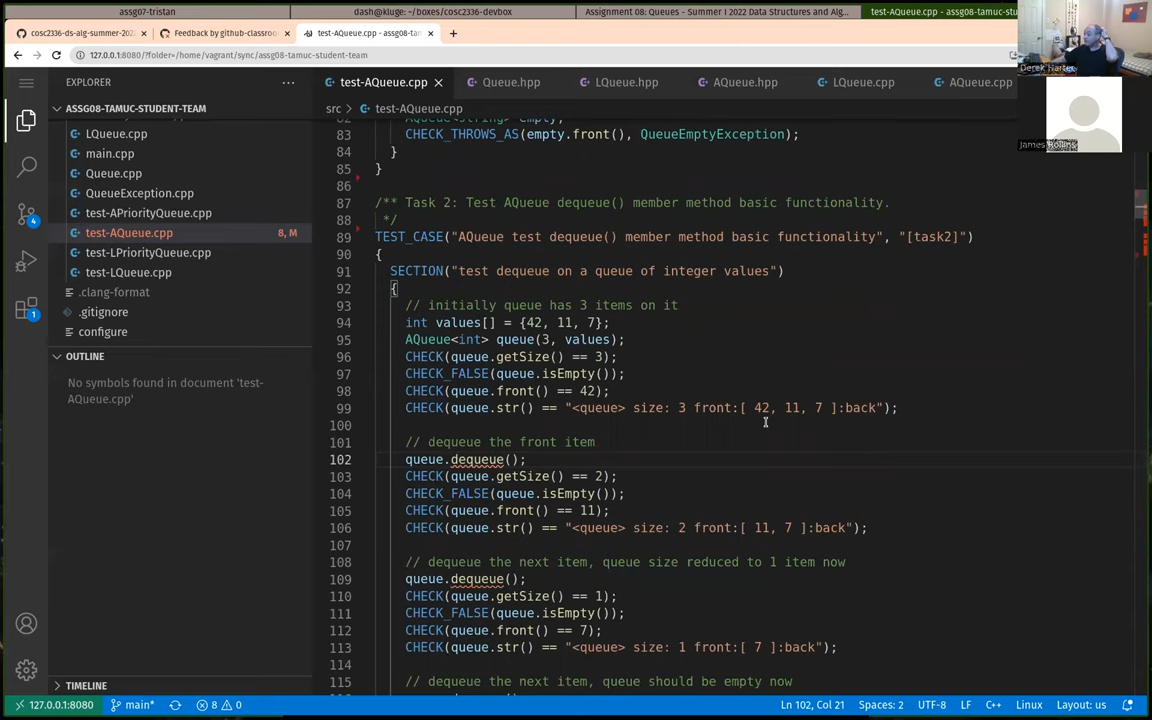 assg07-tristan
dash@kluge: ~/boxes/cosc2336-devbox
Assignment 08: Queues - Summer I 2022 Data Structures and Alg...
test-AQueue.cpp - assg08-tamuc-stu
cosc2336-ds-alg-summer-202
Feedback by github-classroo
test-AQueue.cpp - assg08-ta
127.0.0.1:8080/?folder=/home/vagrant/sync/assg08-tamuc-student-team
Derek Harter
James Rollins
EXPLORER
test-AQueue.cpp
Queue.hpp
LQueue.hpp
AQueue.hpp
LQueue.cpp
AQueue.cpp
ASSG08-TAMUC-STUDENT-TEAM
src > test-AQueue.cpp
LQueue.cpp
main.cpp
Queue.cpp
QueueException.cpp
test-APriorityQueue.cpp
test-AQueue.cpp 8, M
test-LPriorityQueue.cpp
test-LQueue.cpp
.clang-format
.gitignore
configure
OUTLINE
No symbols found in document 'test-
AQueue.cpp'
TIMELINE
4
1
82 AQueue<string> empty;
83 CHECK_THROWS_AS(empty.front(), QueueEmptyException);
84 }
85 }
86
87 /** Task 2: Test AQueue dequeue() member method basic functionality.
88 */
89 TEST_CASE("AQueue test dequeue() member method basic functionality", "[task2]")
90 {
91 SECTION("test dequeue on a queue of integer values")
92 {
93 // initially queue has 3 items on it
94 int values[] = {42, 11, 7};
95 AQueue<int> queue(3, values);
96 CHECK(queue.getSize() == 3);
97 CHECK_FALSE(queue.isEmpty());
98 CHECK(queue.front() == 42);
99 CHECK(queue.str() == "<queue> size: 3 front:[ 42, 11, 7 ]:back");
100
101 // dequeue the front item
102 queue.dequeue();
103 CHECK(queue.getSize() == 2);
104 CHECK_FALSE(queue.isEmpty());
105 CHECK(queue.front() == 11);
106 CHECK(queue.str() == "<queue> size: 2 front:[ 11, 7 ]:back");
107
108 // dequeue the next item, queue size reduced to 1 item now
109 queue.dequeue();
110 CHECK(queue.getSize() == 1);
111 CHECK_FALSE(queue.isEmpty());
112 CHECK(queue.front() == 7);
113 CHECK(queue.str() == "<queue> size: 1 front:[ 7 ]:back");
114
115 // dequeue the next item, queue should be empty now
127.0.0.1:8080
main*
8
0
Ln 102, Col 21
Spaces: 2
UTF-8
LF
C++
Linux
Layout: us